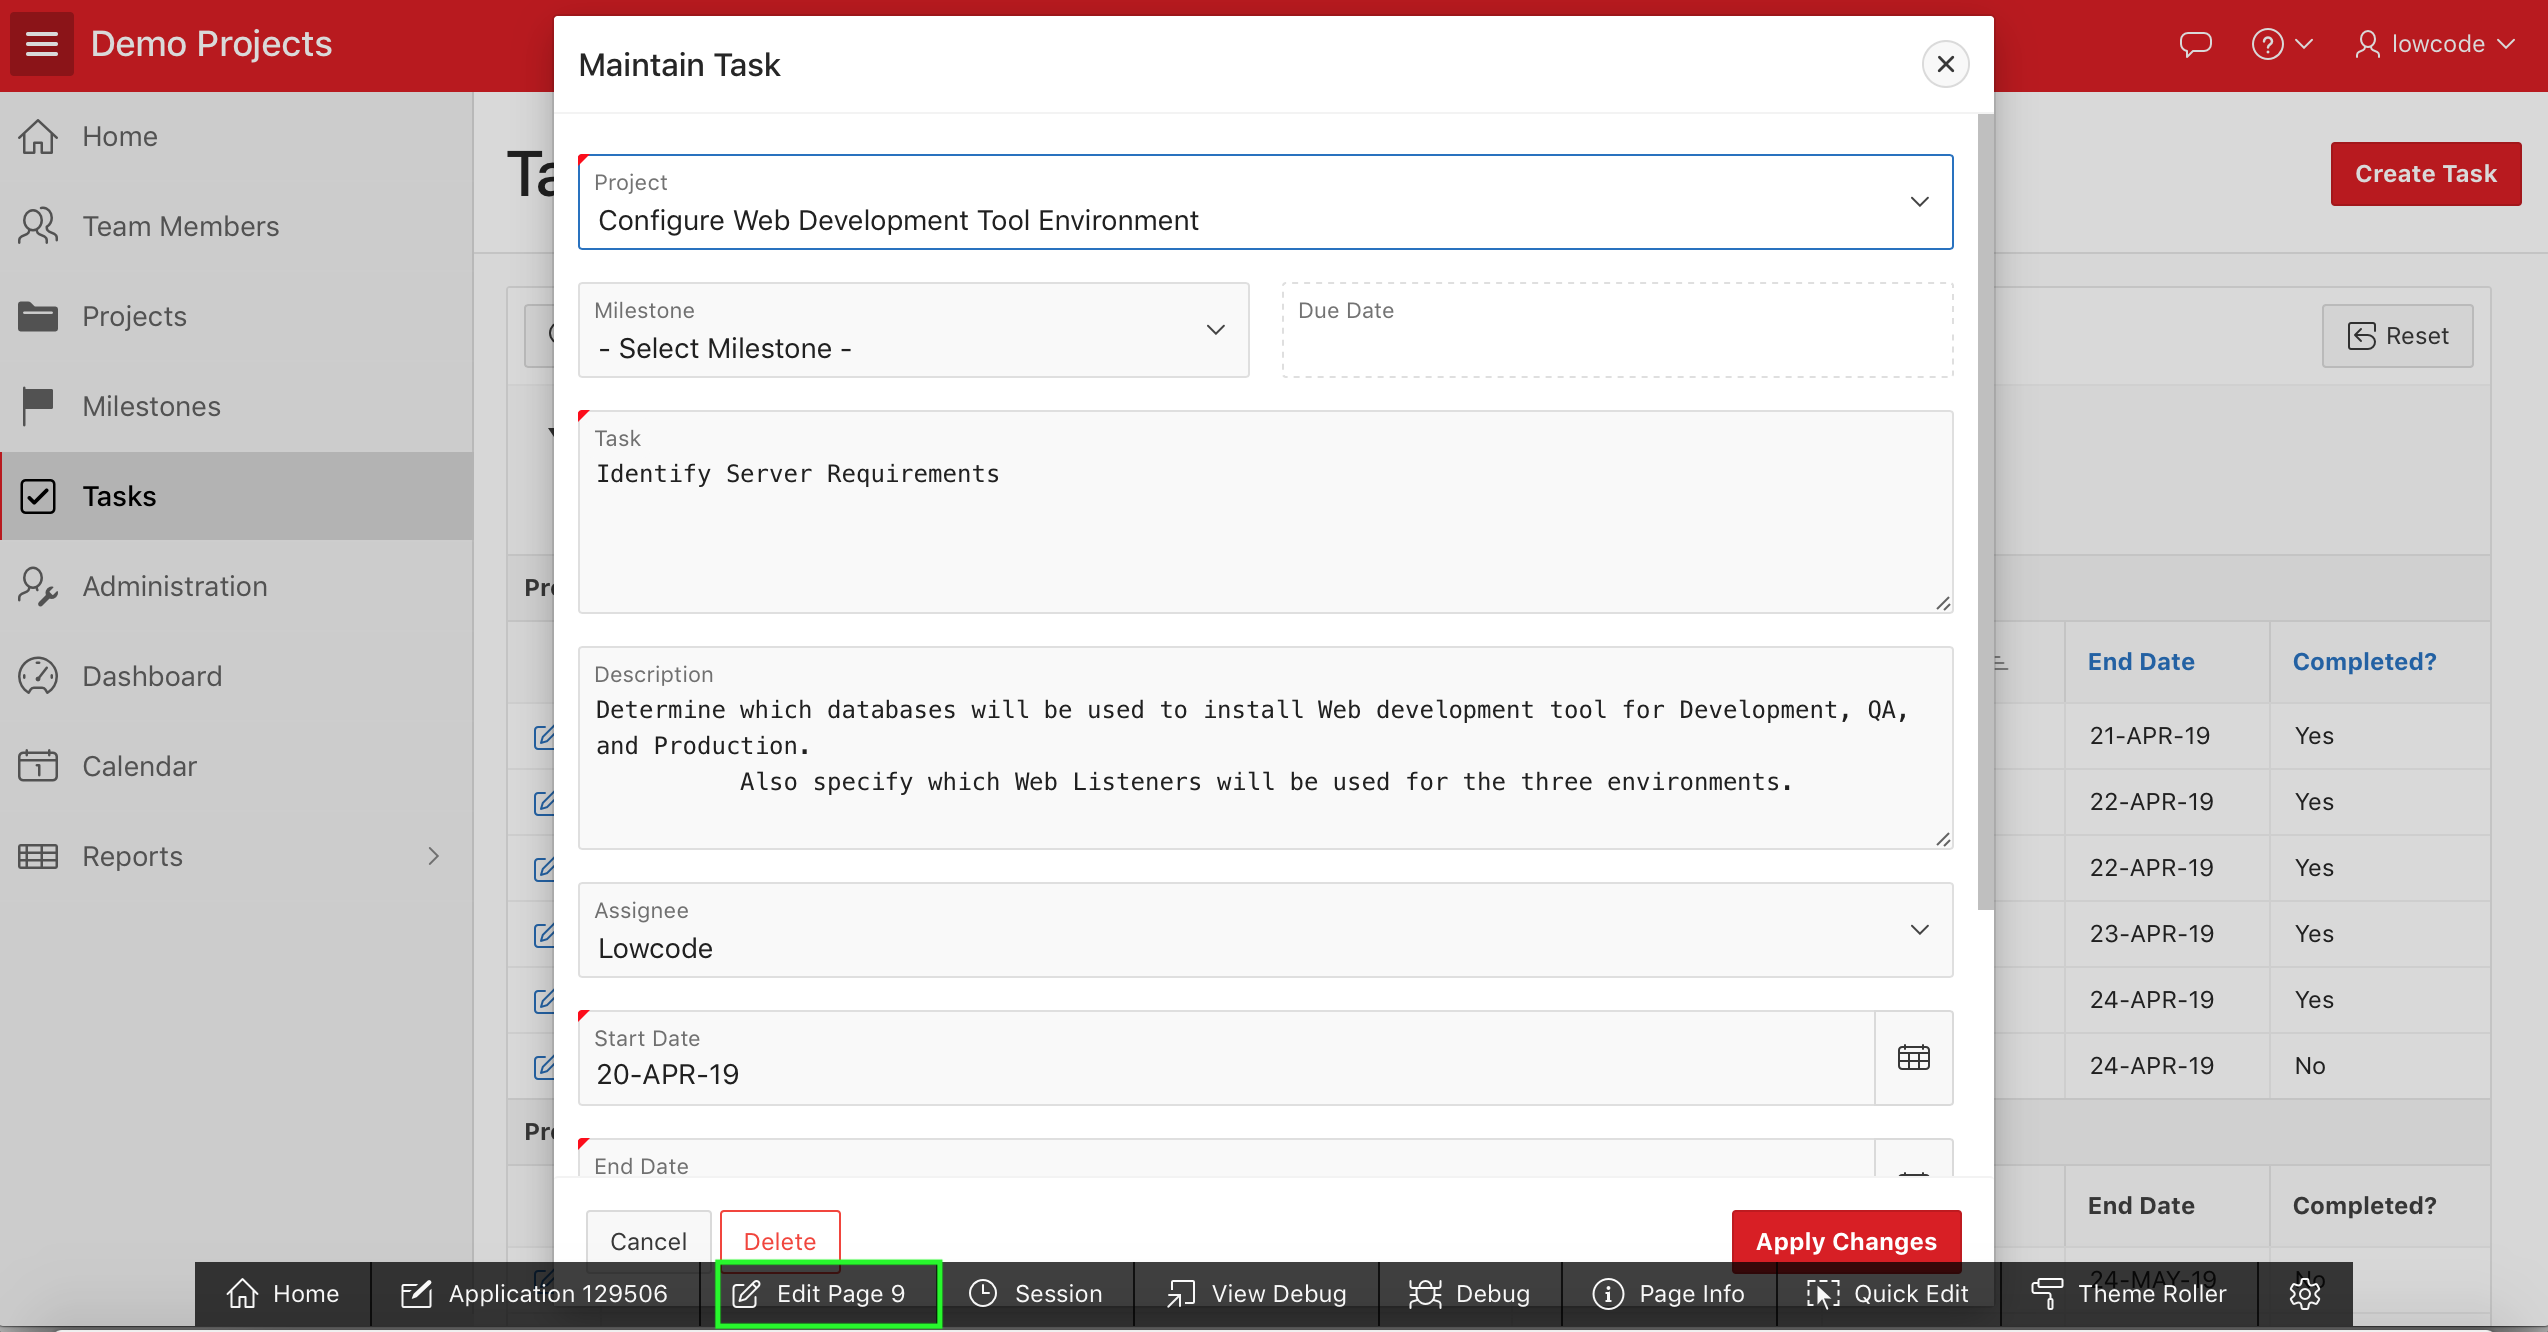 Demo Projects
lowcode
Home
Team Members
Projects
Milestones
Tasks
Administration
Dashboard
Calendar
1
Reports
Create Task
Reset
Maintain Task
Project
Configure Web Development Tool Environment
Milestone
- Select Milestone -
Due Date
Task
Identify Server Requirements
Description
Determine which databases will be used to install Web development tool for Development, QA,
and Production.
Also specify which Web Listeners will be used for the three environments.
Assignee
Lowcode
Start Date
20-APR-19
End Date
Cancel
Delete
Apply Changes
End Date Completed?
21-APR-19 Yes
22-APR-19 Yes
22-APR-19 Yes
23-APR-19 Yes
24-APR-19 Yes
24-APR-19 No
End Date Completed?
24-MAY-19 No
Home
Application 129506
Edit Page 9
Session
View Debug
Debug
Page Info
Quick Edit
Theme Roller